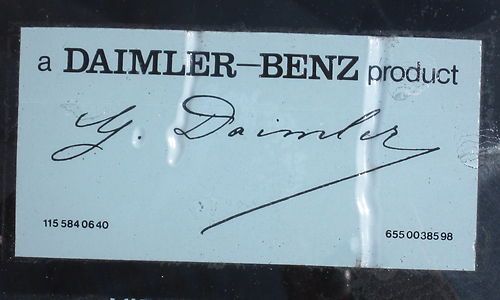 a DAIMLER–BENZ product
G. Daimler
115 584 06 40
655 003 85 98